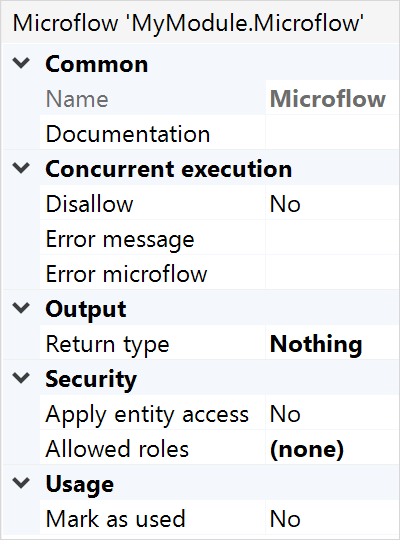 Microflow 'MyModule.Microflow'
Common
Name Microflow
Documentation
Concurrent execution
Disallow No
Error message
Error microflow
Output
Return type Nothing
Security
Apply entity access No
Allowed roles (none)
Usage
Mark as used No